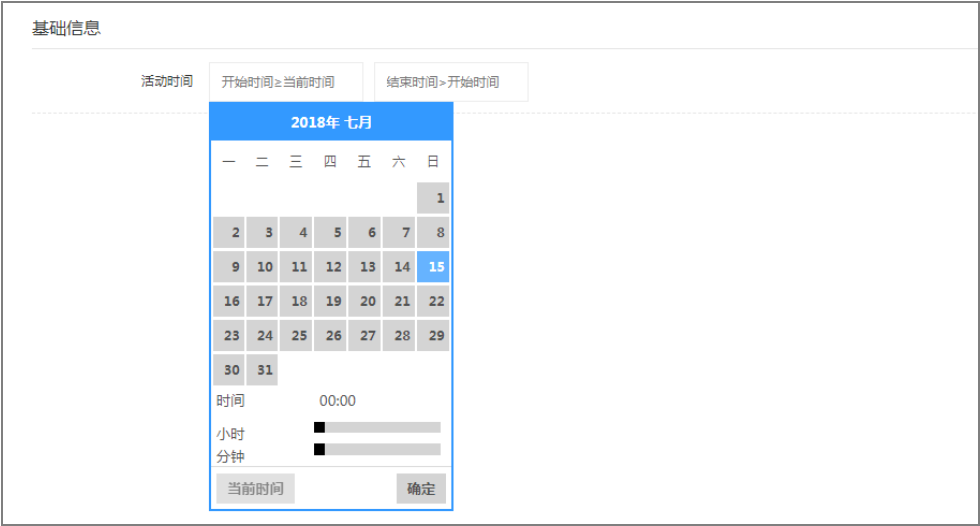 基础信息
活动时间 开始时间≥当前时间 结束时间>开始时间
2018年 七月
一 二 三 四 五 六 日
1
2 3 4 5 6 7 8
9 10 11 12 13 14 15
16 17 18 19 20 21 22
23 24 25 26 27 28 29
30 31
时间 00:00
小时
分钟
当前时间 确定